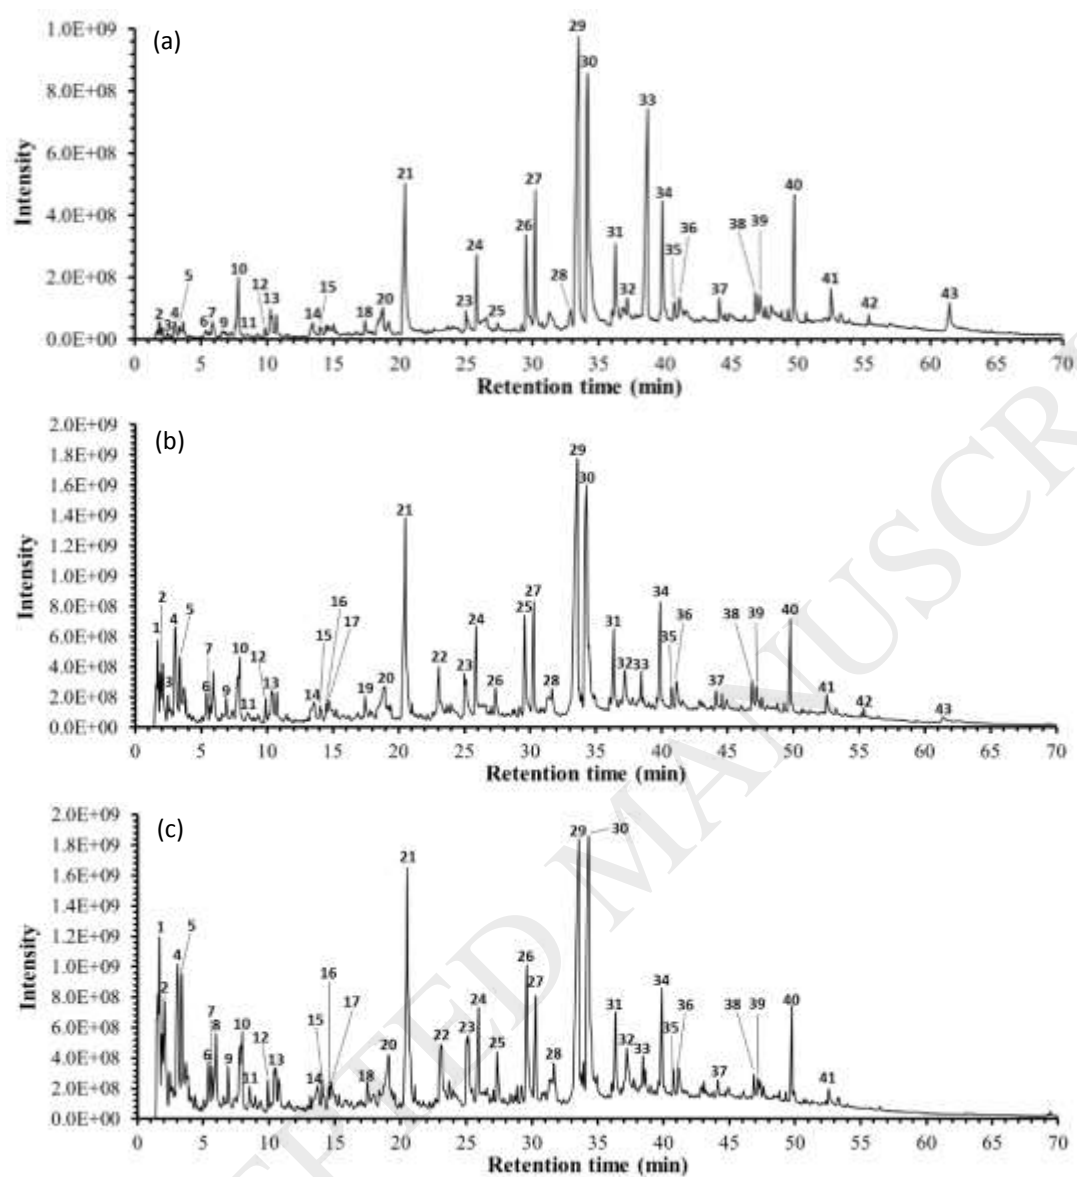 (a)
Intensity
1.0E+09
8.0E+08
6.0E+08
4.0E+08
2.0E+08
0.0E+00
2 3 4 5 6 7 9 10 11 12 13 14 15 18 20 21 23 24 25 26 27 28 29 30 31 32 33 34 35 36 37 38 39 40 41 42 43
0 5 10 15 20 25 30 35 40 45 50 55 60 65 70
Retention time (min)
(b)
Intensity
2.0E+09
1.8E+09
1.6E+09
1.4E+09
1.2E+09
1.0E+09
8.0E+08
6.0E+08
4.0E+08
2.0E+08
0.0E+00
1 2 3 4 5 6 7 9 10 11 12 13 14 15 16 17 19 20 21 22 23 24 26 25 27 28 29 30 31 32 33 34 35 36 37 38 39 40 41 42 43
0 5 10 15 20 25 30 35 40 45 50 55 60 65 70
Retention time (min)
(c)
Intensity
2.0E+09
1.8E+09
1.6E+09
1.4E+09
1.2E+09
1.0E+09
8.0E+08
6.0E+08
4.0E+08
2.0E+08
0.0E+00
1 2 4 5 6 7 8 9 10 11 12 13 14 15 16 17 18 20 21 22 23 24 25 26 27 28 29 30 31 32 33 34 35 36 37 38 39 40 41
0 5 10 15 20 25 30 35 40 45 50 55 60 65 70
Retention time (min)
TED MANUSCR